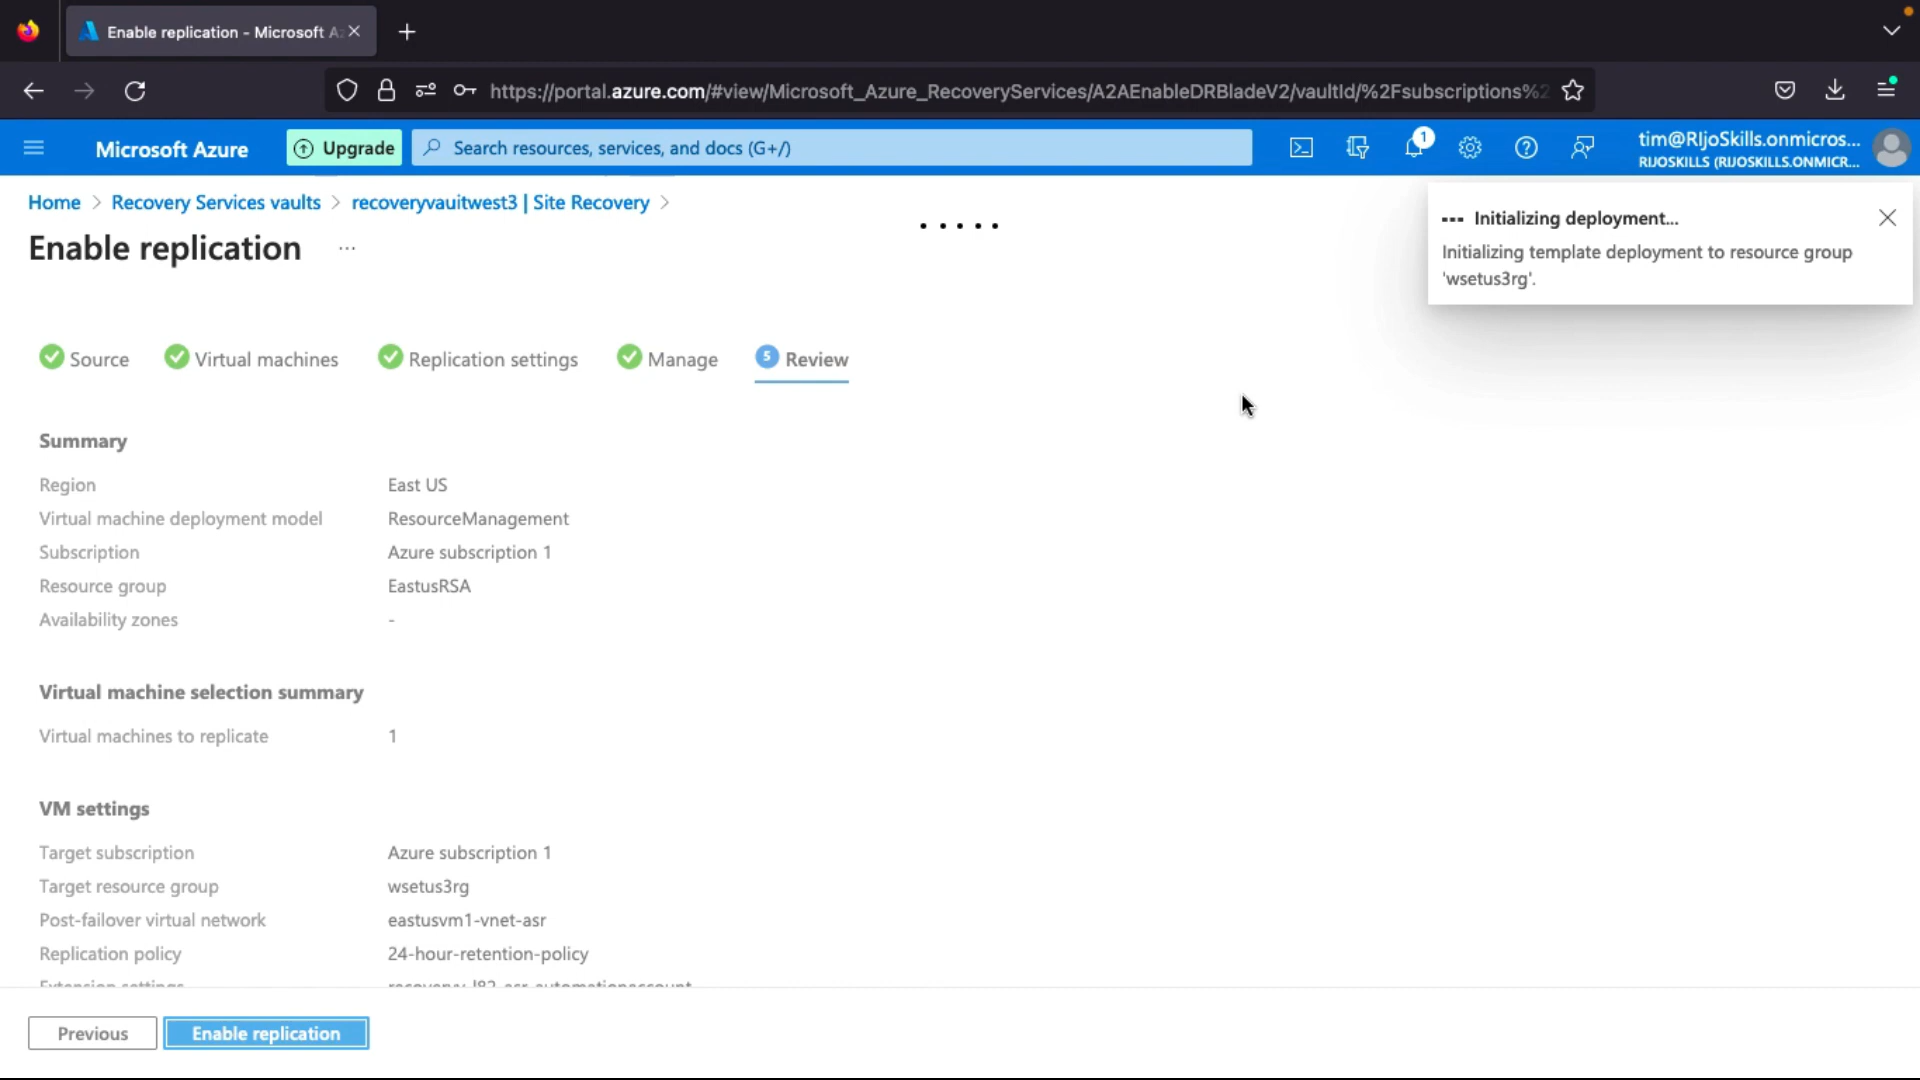 Enable replication - Microsoft A
https://portal.azure.com/#view/Microsoft_Azure_RecoveryServices/A2AEnableDRBladeV2/vaultId/%2Fsubscriptions%2
Microsoft Azure
Upgrade
Search resources, services, and docs (G+/)
1
tim@RIjoSkills.onmicros...
RIJOSKILLS (RIJOSKILLS.ONMICR...
Home > Recovery Services vaults > recoveryvauitwest3 | Site Recovery >
Enable replication ...
Initializing deployment...
Initializing template deployment to resource group
'wsetus3rg'.
Source
Virtual machines
Replication settings
Manage
5 Review
Summary
Region East US
Virtual machine deployment model ResourceManagement
Subscription Azure subscription 1
Resource group EastusRSA
Availability zones -
Virtual machine selection summary
Virtual machines to replicate 1
VM settings
Target subscription Azure subscription 1
Target resource group wsetus3rg
Post-failover virtual network eastusvm1-vnet-asr
Replication policy 24-hour-retention-policy
Extension settings
Previous
Enable replication